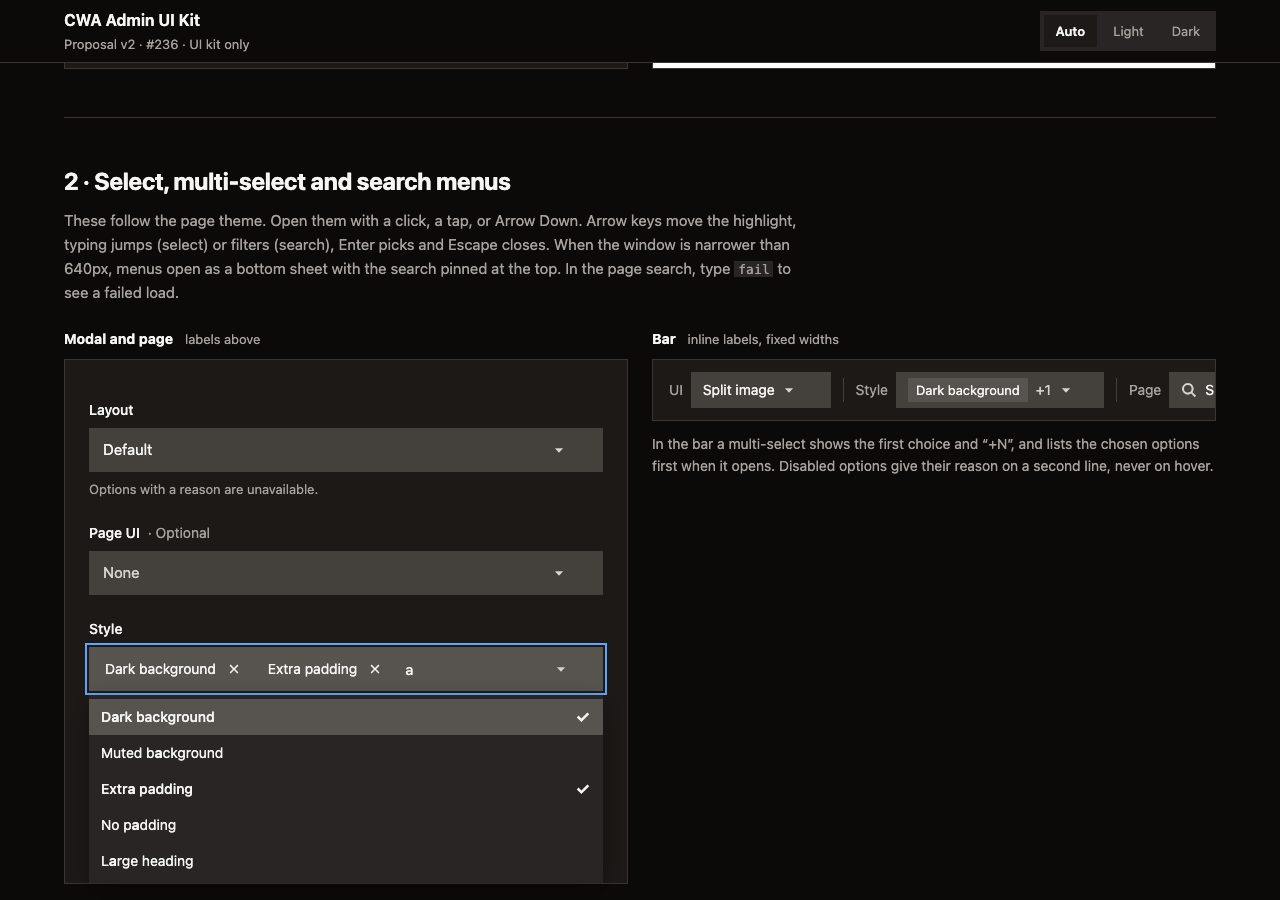 CWA Admin UI Kit
Proposal v2 · #236 · UI kit only
Auto
Light
Dark
2 · Select, multi-select and search menus
These follow the page theme. Open them with a click, a tap, or Arrow Down. Arrow keys move the highlight,
typing jumps (select) or filters (search), Enter picks and Escape closes. When the window is narrower than
640px, menus open as a bottom sheet with the search pinned at the top. In the page search, type fail to
see a failed load.
Modal and page labels above
Layout
Default
Options with a reason are unavailable.
Page UI · Optional
None
Style
Dark background ✕ Extra padding ✕ a
Dark background
Muted background
Extra padding
No padding
Large heading
Bar inline labels, fixed widths
UI Split image Style Dark background +1 Page S
In the bar a multi-select shows the first choice and “+N”, and lists the chosen options
first when it opens. Disabled options give their reason on a second line, never on hover.